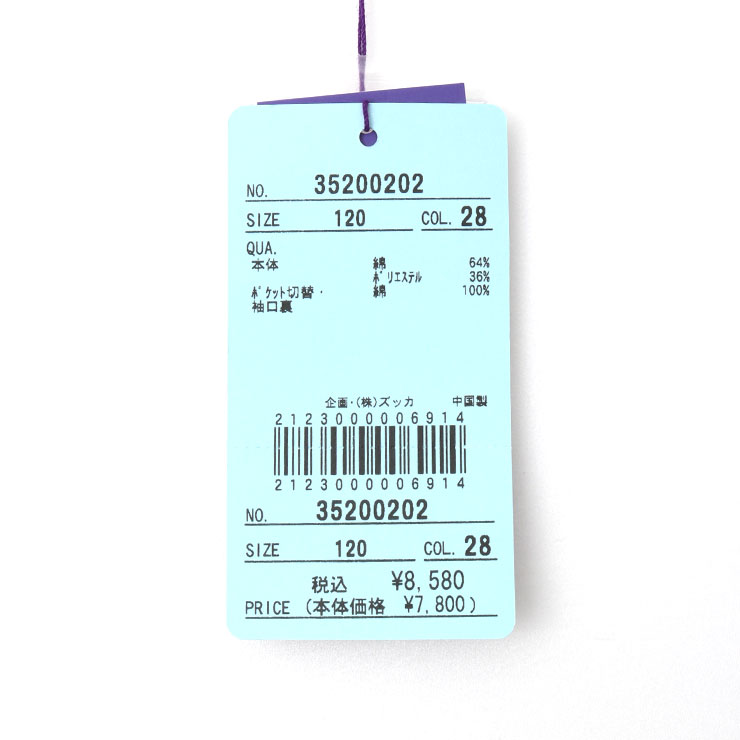 NO. 35200202
SIZE 120 COL. 28
QUA.
本体 綿 64%
ﾎﾟﾘｴｽﾃﾙ 36%
ﾎﾟｹｯﾄ切替・ 綿 100%
袖口裏
企画・(株)ズッカ 中国製
2123000006914
2123000006914
NO. 35200202
SIZE 120 COL. 28
税込 ¥8,580
PRICE (本体価格 ¥7,800)